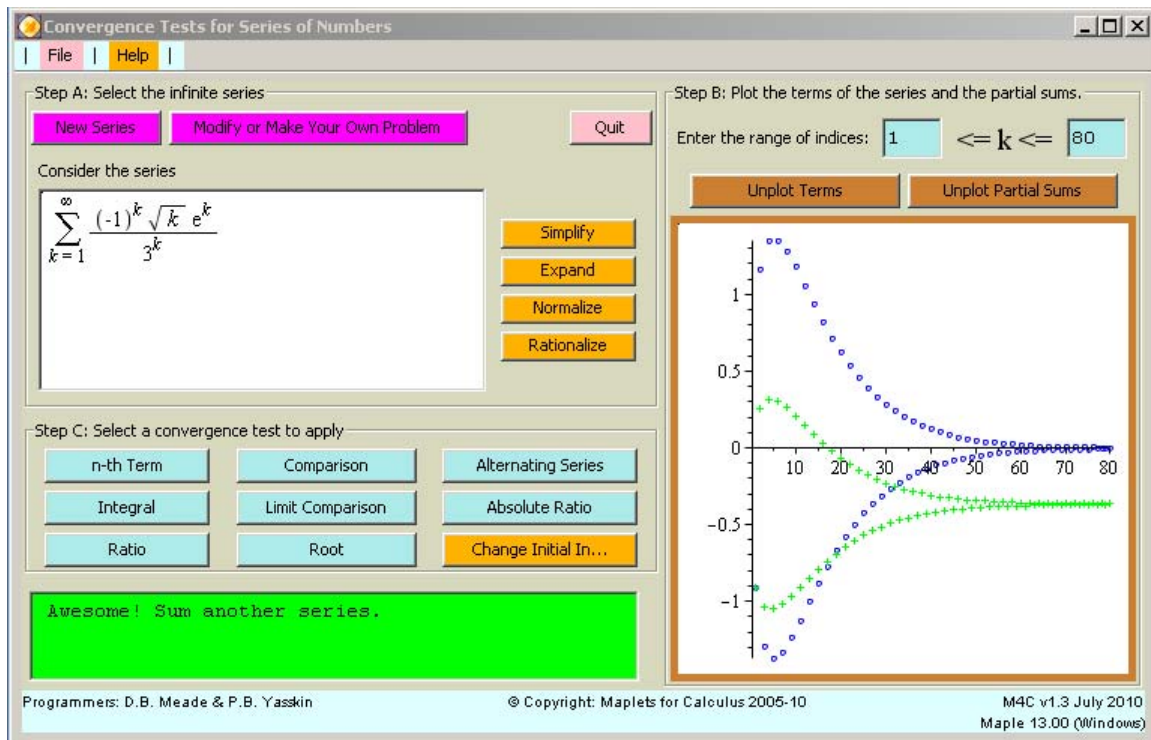 Convergence Tests for Series of Numbers
| File | Help |
Step A: Select the infinite series
New Series Modify or Make Your Own Problem Quit
Consider the series
∞
∑ (-1)^k √k e^k / 3^k
k = 1
Simplify
Expand
Normalize
Rationalize
Step B: Plot the terms of the series and the partial sums.
Enter the range of indices: 1 <= k <= 80
Unplot Terms Unplot Partial Sums
1
0.5
0
10 20 30 40 50 60 70 80
-0.5
-1
Step C: Select a convergence test to apply
n-th Term Comparison Alternating Series
Integral Limit Comparison Absolute Ratio
Ratio Root Change Initial In...
Awesome! Sum another series.
Programmers: D.B. Meade & P.B. Yasskin © Copyright: Maplets for Calculus 2005-10 M4C v1.3 July 2010
Maple 13.00 (Windows)